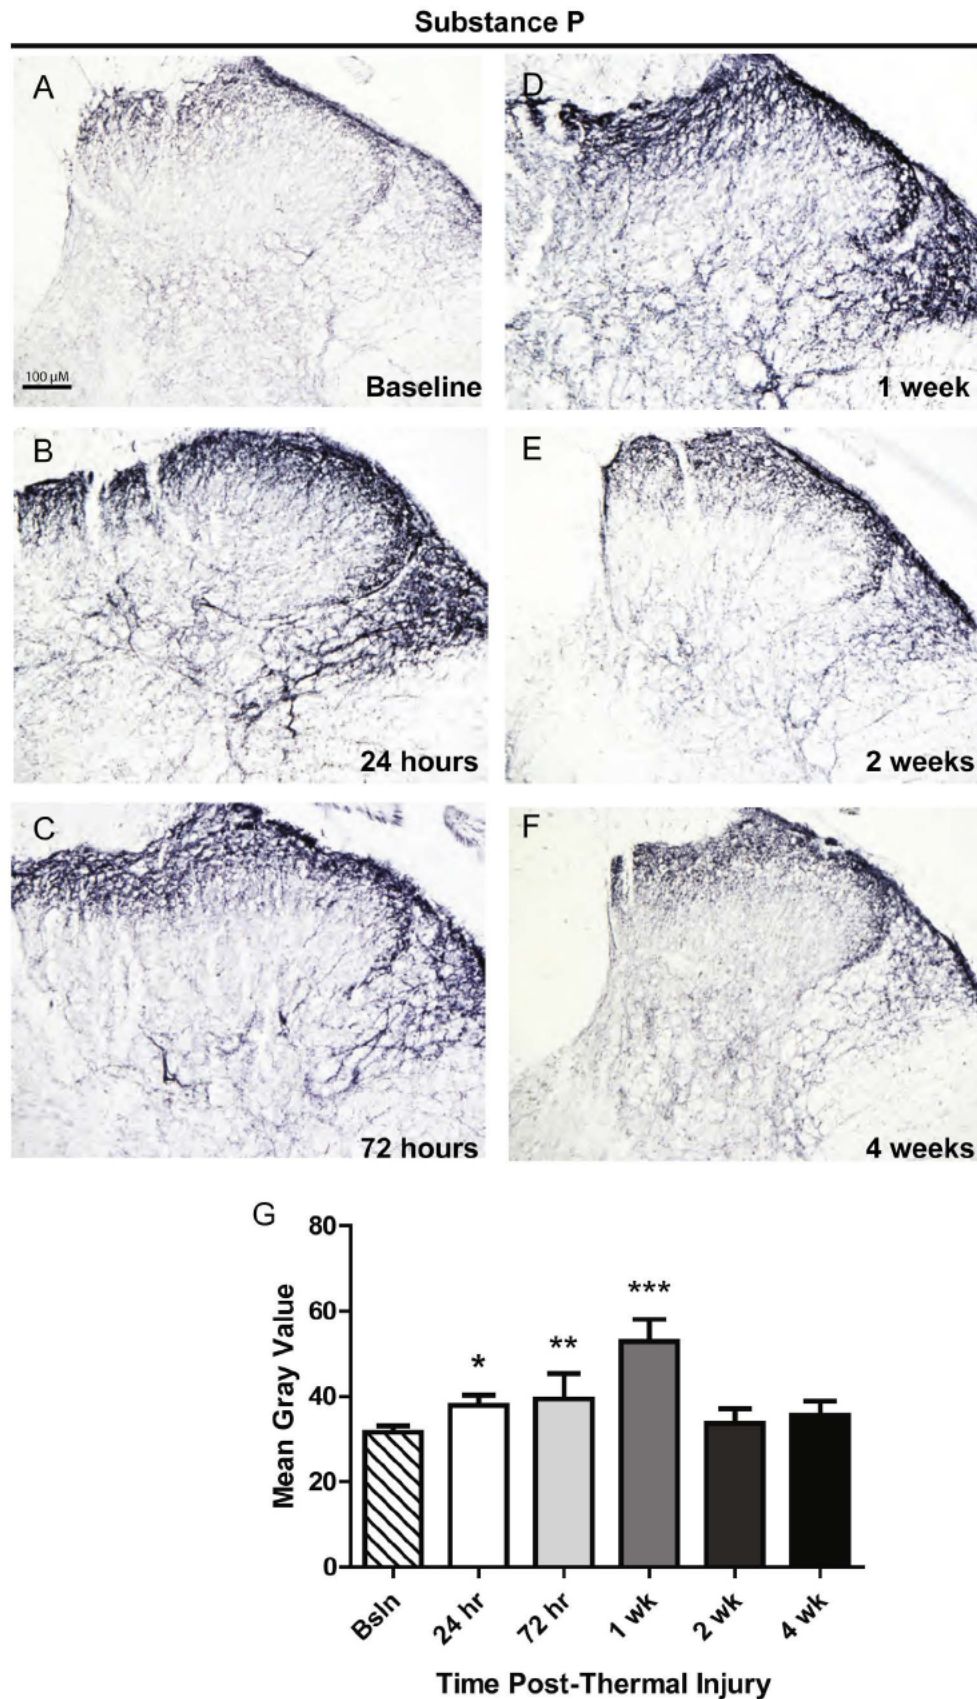 Substance P
A
100 µM
Baseline
D
1 week
B
24 hours
E
2 weeks
C
72 hours
F
4 weeks
G
80
60
40
20
0
Mean Gray Value
*
**
***
Bsln
24 hr
72 hr
1 wk
2 wk
4 wk
Time Post-Thermal Injury